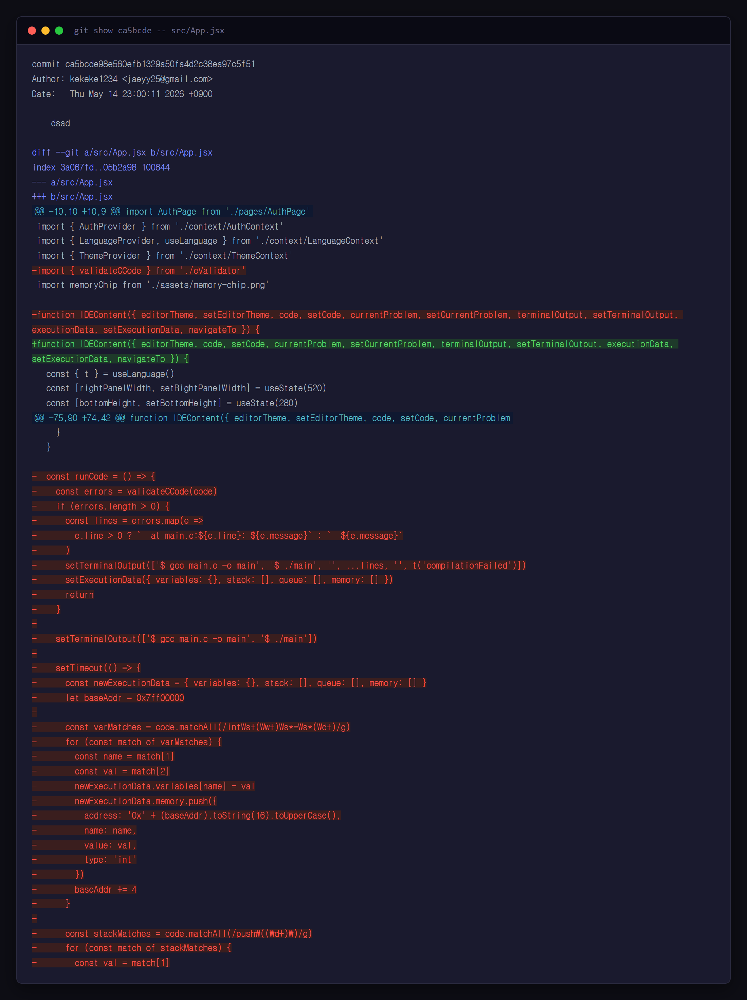 git show ca5bcde -- src/App.jsx
commit ca5bcde98e560efb1329a50fa4d2c38ea97c5f51
Author: kekeke1234 <jaeyy25@gmail.com>
Date:   Thu May 14 23:00:11 2026 +0900

    dsad

diff --git a/src/App.jsx b/src/App.jsx
index 3a067fd..05b2a98 100644
--- a/src/App.jsx
+++ b/src/App.jsx
@@ -10,10 +10,9 @@ import AuthPage from './pages/AuthPage'
 import { AuthProvider } from './context/AuthContext'
 import { LanguageProvider, useLanguage } from './context/LanguageContext'
 import { ThemeProvider } from './context/ThemeContext'
-import { validateCCode } from './cValidator'
 import memoryChip from './assets/memory-chip.png'

-function IDEContent({ editorTheme, setEditorTheme, code, setCode, currentProblem, setCurrentProblem, terminalOutput, setTerminalOutput,
executionData, setExecutionData, navigateTo }) {
+function IDEContent({ editorTheme, code, setCode, currentProblem, setCurrentProblem, terminalOutput, setTerminalOutput, executionData,
setExecutionData, navigateTo }) {
   const { t } = useLanguage()
   const [rightPanelWidth, setRightPanelWidth] = useState(520)
   const [bottomHeight, setBottomHeight] = useState(280)
@@ -75,90 +74,42 @@ function IDEContent({ editorTheme, setEditorTheme, code, setCode, currentProblem
     }
   }

-  const runCode = () => {
-    const errors = validateCCode(code)
-    if (errors.length > 0) {
-      const lines = errors.map(e =>
-        e.line > 0 ? `  at main.c:${e.line}: ${e.message}` : `  ${e.message}`
-      )
-      setTerminalOutput(['$ gcc main.c -o main', '$ ./main', '', ...lines, '', t('compilationFailed')])
-      setExecutionData({ variables: {}, stack: [], queue: [], memory: [] })
-      return
-    }
-
-    setTerminalOutput(['$ gcc main.c -o main', '$ ./main'])
-
-    setTimeout(() => {
-      const newExecutionData = { variables: {}, stack: [], queue: [], memory: [] }
-      let baseAddr = 0x7ff00000
-
-      const varMatches = code.matchAll(/int₩s+(₩w+)₩s*=₩s*(₩d+)/g)
-      for (const match of varMatches) {
-        const name = match[1]
-        const val = match[2]
-        newExecutionData.variables[name] = val
-        newExecutionData.memory.push({
-          address: '0x' + (baseAddr).toString(16).toUpperCase(),
-          name: name,
-          value: val,
-          type: 'int'
-        })
-        baseAddr += 4
-      }
-
-      const stackMatches = code.matchAll(/push₩((₩d+)₩)/g)
-      for (const match of stackMatches) {
-        const val = match[1]